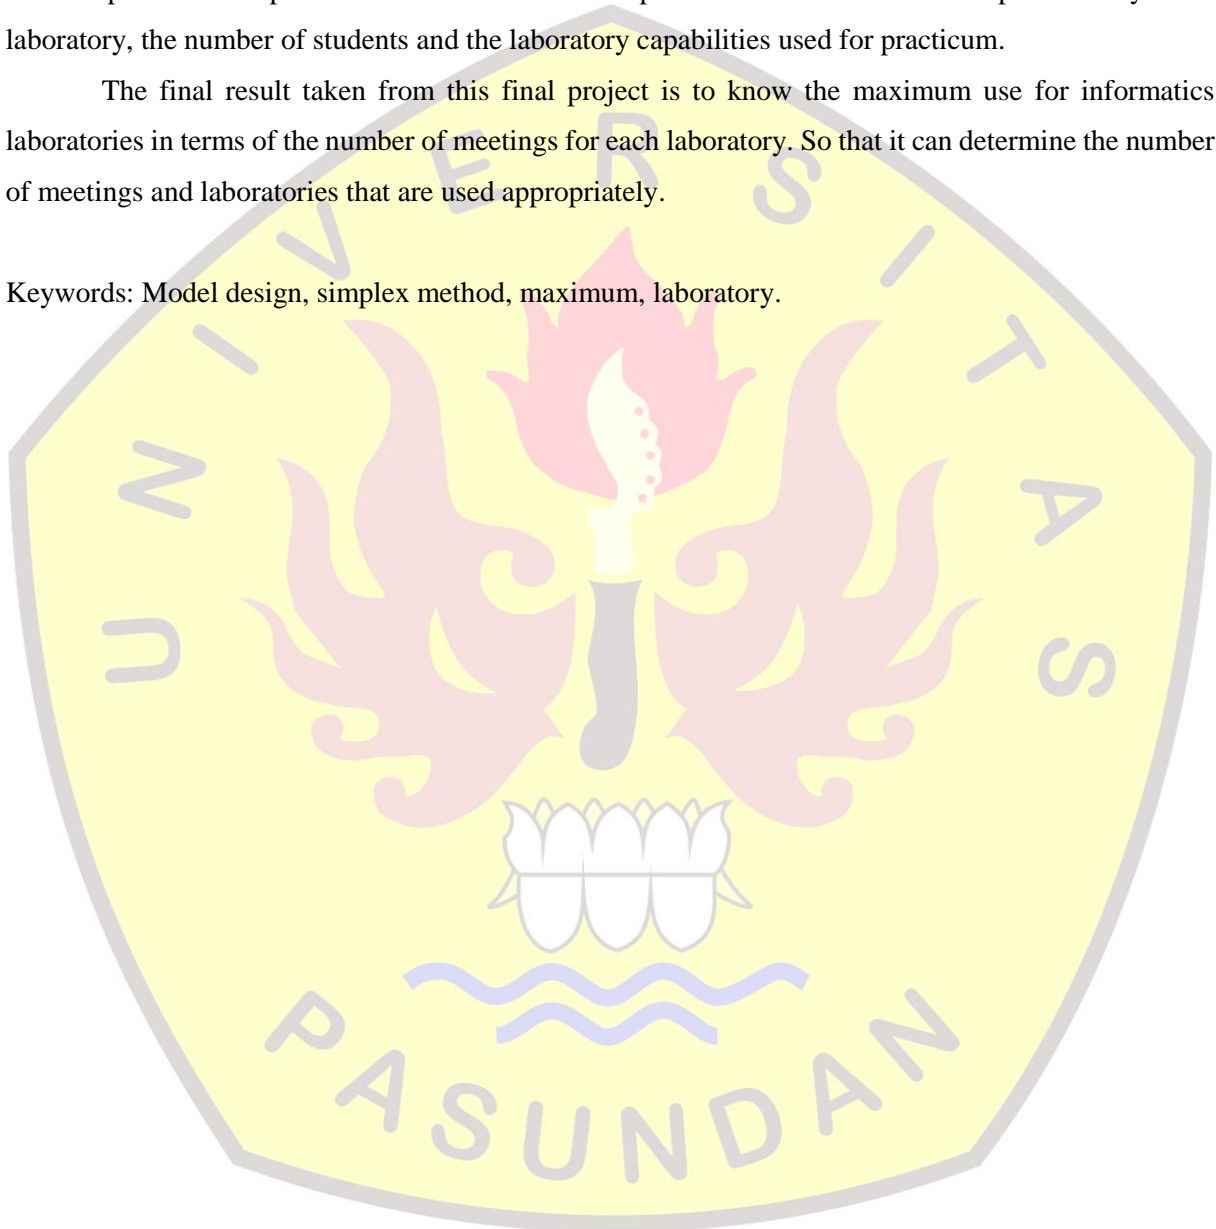 laboratory, the number of students and the laboratory capabilities used for practicum.
The final result taken from this final project is to know the maximum use for informatics
laboratories in terms of the number of meetings for each laboratory. So that it can determine the number
of meetings and laboratories that are used appropriately.
Keywords: Model design, simplex method, maximum, laboratory.
UNIVERSITAS
PASUNDAN